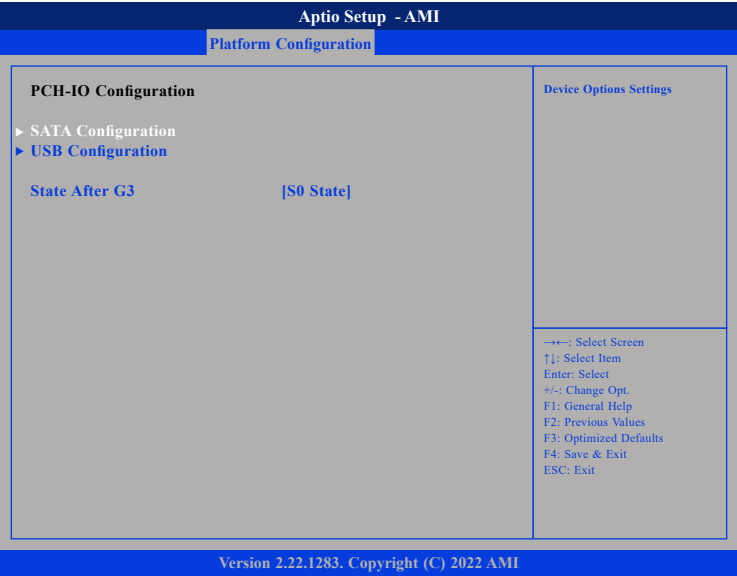 Aptio Setup - AMI
Platform Configuration
PCH-IO Configuration
► SATA Configuration
► USB Configuration
State After G3 [S0 State]
Device Options Settings
→←: Select Screen
↑↓: Select Item
Enter: Select
+/-: Change Opt.
F1: General Help
F2: Previous Values
F3: Optimized Defaults
F4: Save & Exit
ESC: Exit
Version 2.22.1283. Copyright (C) 2022 AMI